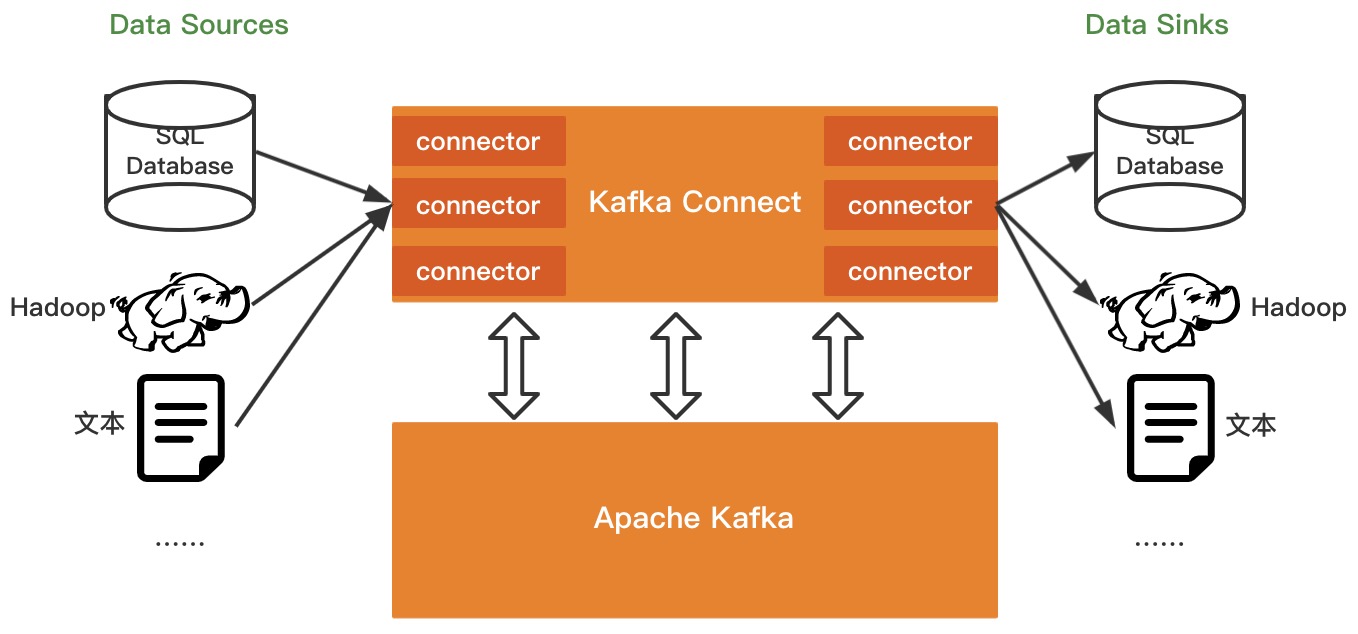 Data Sources
Data Sinks
SQL
Database
connector
connector
connector
Kafka Connect
connector
connector
connector
SQL
Database
Hadoop
Hadoop
文本
文本
Apache Kafka
......
......